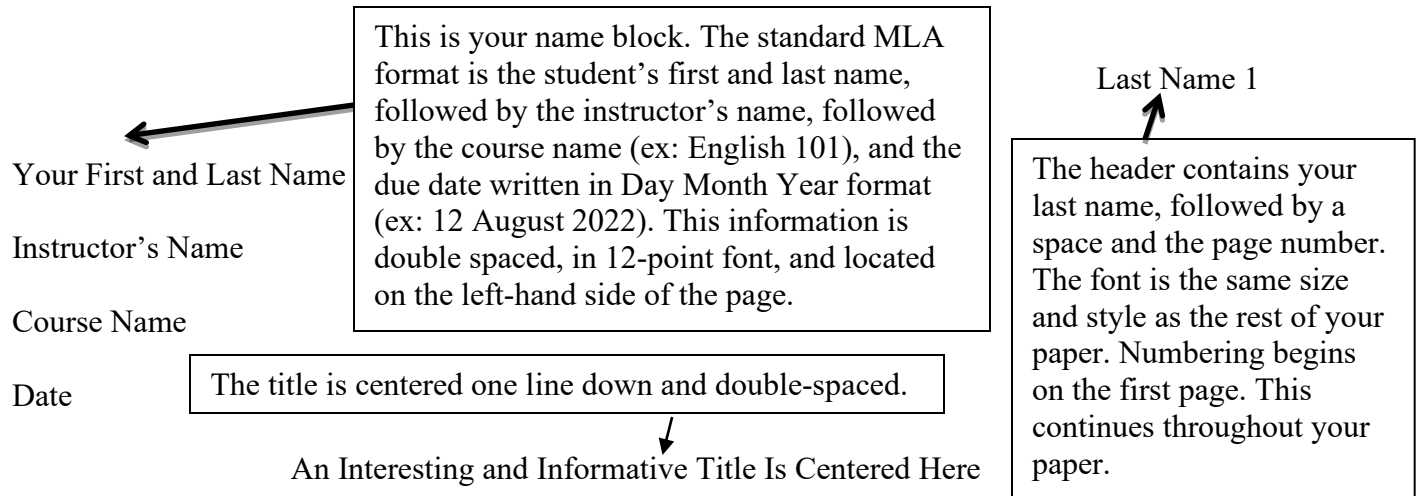 This is your name block. The standard MLA
format is the student’s first and last name,
followed by the instructor’s name, followed
by the course name (ex: English 101), and the
due date written in Day Month Year format
(ex: 12 August 2022). This information is
double spaced, in 12-point font, and located
on the left-hand side of the page.
Last Name 1
The header contains your
last name, followed by a
space and the page number.
The font is the same size
and style as the rest of your
paper. Numbering begins
on the first page. This
continues throughout your
paper.
Your First and Last Name
Instructor’s Name
Course Name
Date
The title is centered one line down and double-spaced.
An Interesting and Informative Title Is Centered Here